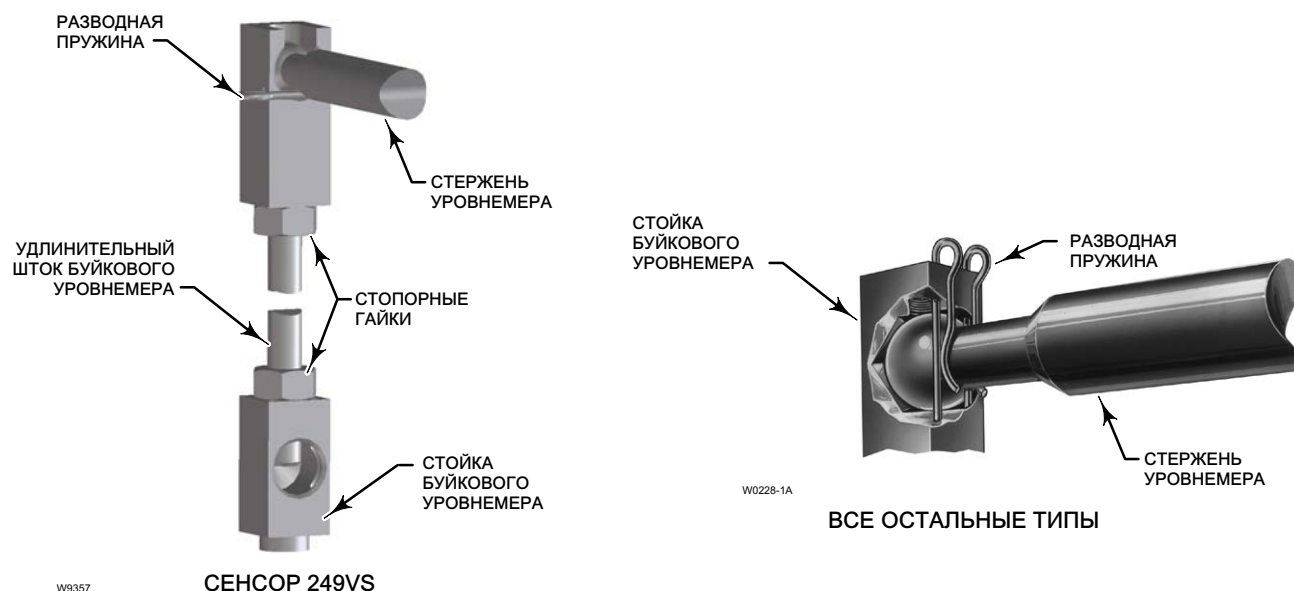 РАЗВОДНАЯ
ПРУЖИНА
СТЕРЖЕНЬ
УРОВНЕМЕРА
УДЛИНИТЕЛЬНЫЙ
ШТОК БУЙКОВОГО
УРОВНЕМЕРА
СТОПОРНЫЕ
ГАЙКИ
СТОЙКА
БУЙКОВОГО
УРОВНЕМЕРА
W9357
СЕНСОР 249VS
СТОЙКА
БУЙКОВОГО
УРОВНЕМЕРА
РАЗВОДНАЯ
ПРУЖИНА
СТЕРЖЕНЬ
УРОВНЕМЕРА
W0228-1A
ВСЕ ОСТАЛЬНЫЕ ТИПЫ